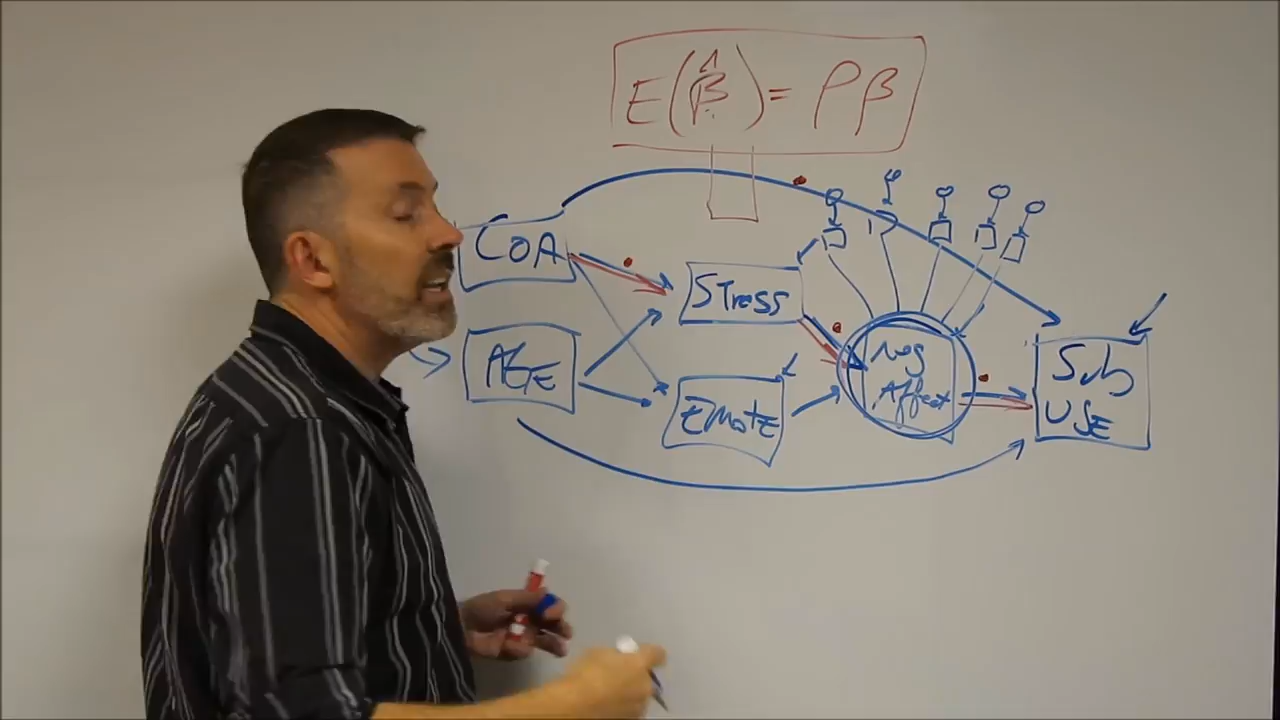 E(β̂) = ρβ
COA
Stress
AGE
Neg
Affect
Emote
Sub
Use